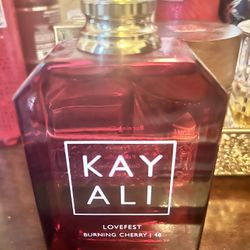 KAY
ALI
LOVEFEST
BURNING CHERRY | 48